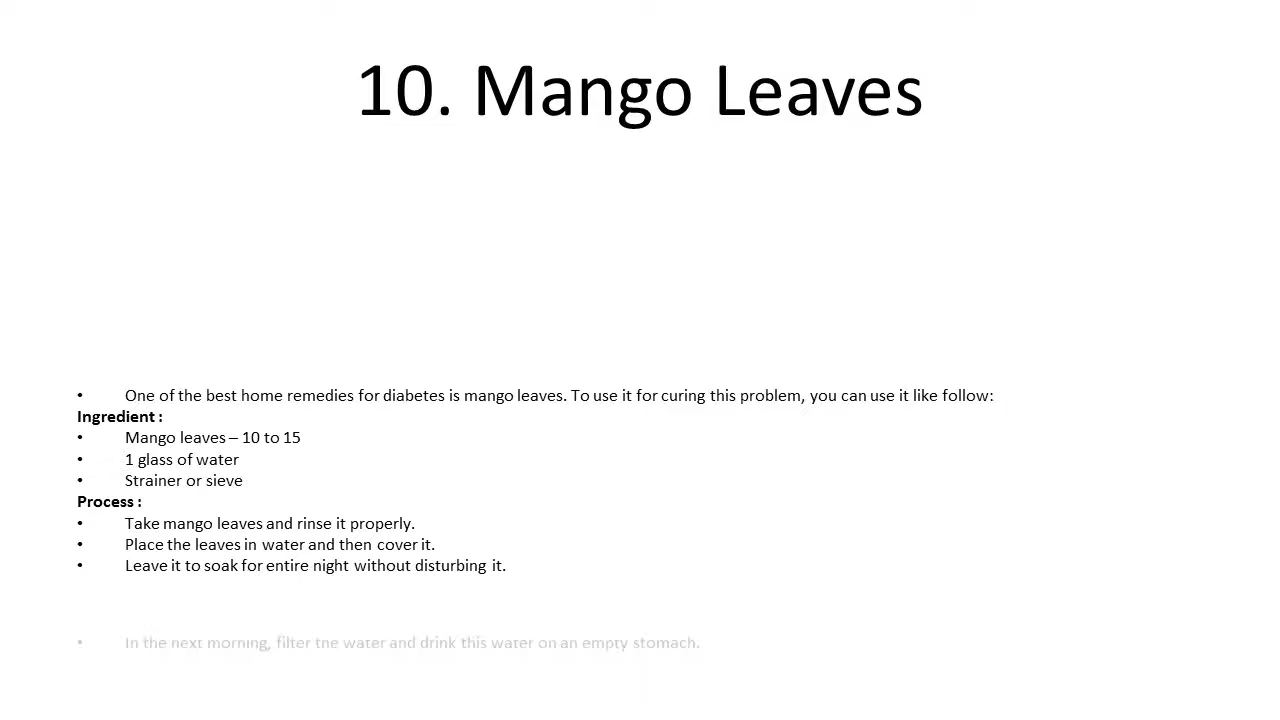 10. Mango Leaves
• One of the best home remedies for diabetes is mango leaves. To use it for curing this problem, you can use it like follow:
Ingredient :
• Mango leaves – 10 to 15
• 1 glass of water
• Strainer or sieve
Process :
• Take mango leaves and rinse it properly.
• Place the leaves in water and then cover it.
• Leave it to soak for entire night without disturbing it.
• In the next morning, filter the water and drink this water on an empty stomach.